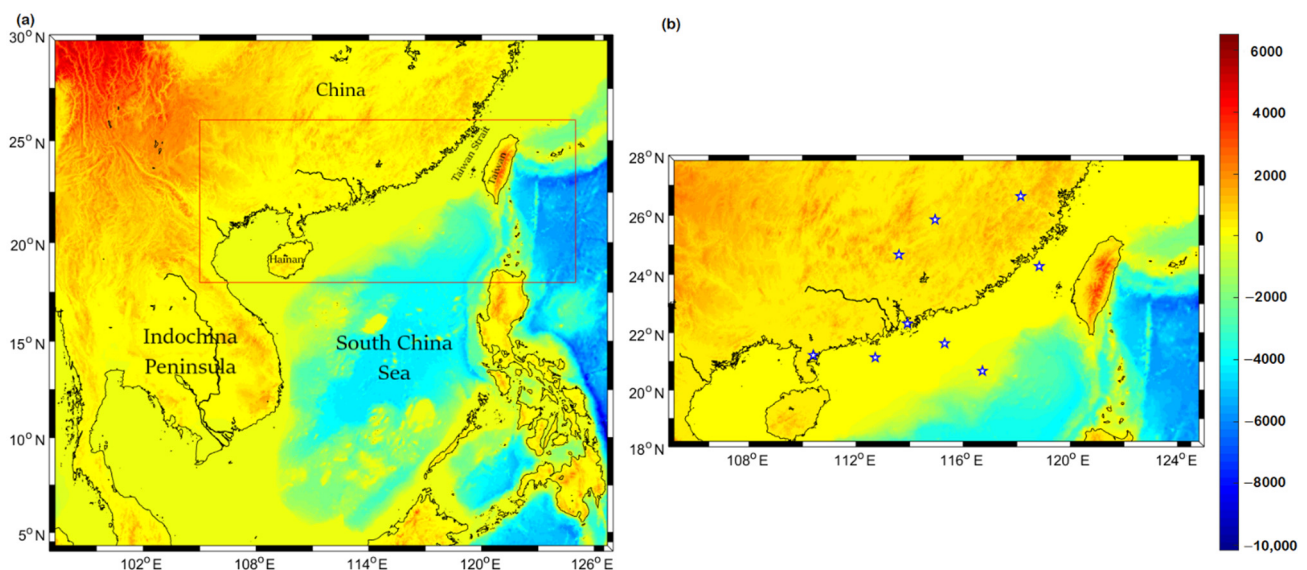 (a)
30° N
25° N
20° N
15° N
10° N
5° N
102°E
108°E
114°E
120°E
126°E
China
Taiwan Strait
Taiwan
Hainan
Indochina
Peninsula
South China
Sea
(b)
28° N
26° N
24° N
22° N
20° N
18° N
108°E
112°E
116°E
120°E
124°E
6000
4000
2000
0
−2000
−4000
−6000
−8000
−10,000